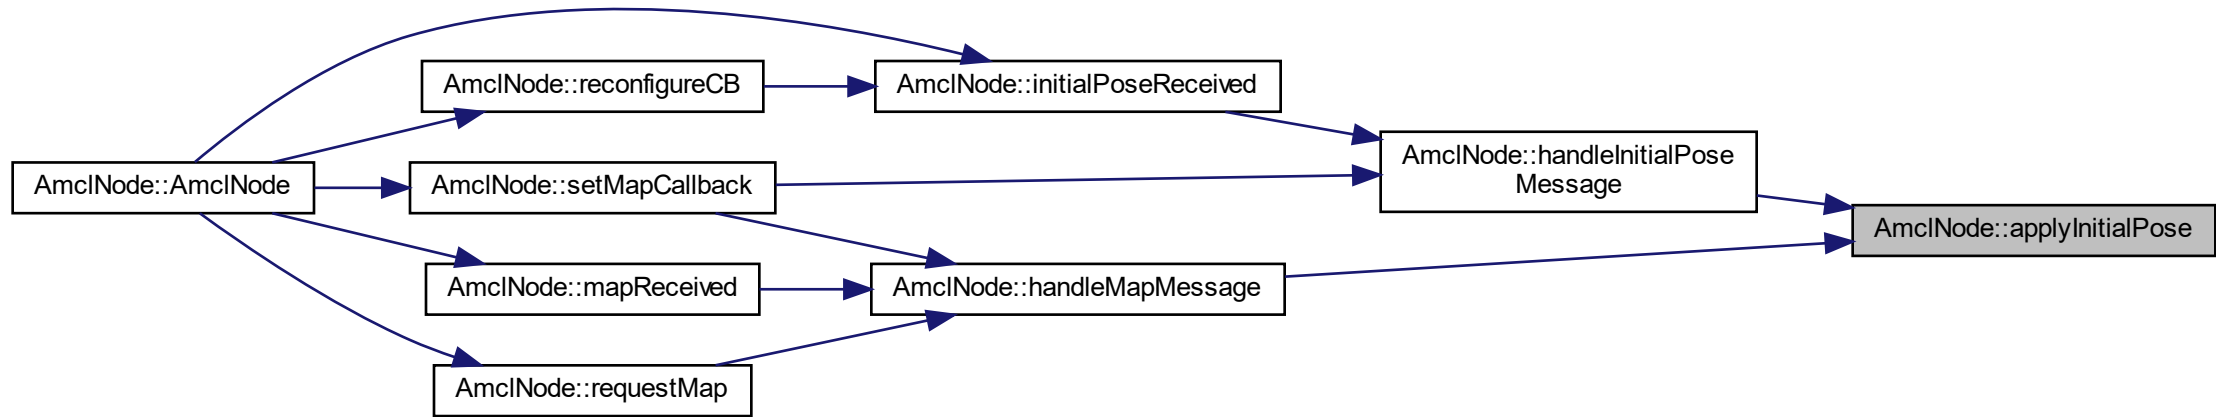 AmclNode::reconfigureCB
AmclNode::initialPoseReceived
AmclNode::handleInitialPose
Message
AmclNode::AmclNode
AmclNode::setMapCallback
AmclNode::applyInitialPose
AmclNode::mapReceived
AmclNode::handleMapMessage
AmclNode::requestMap